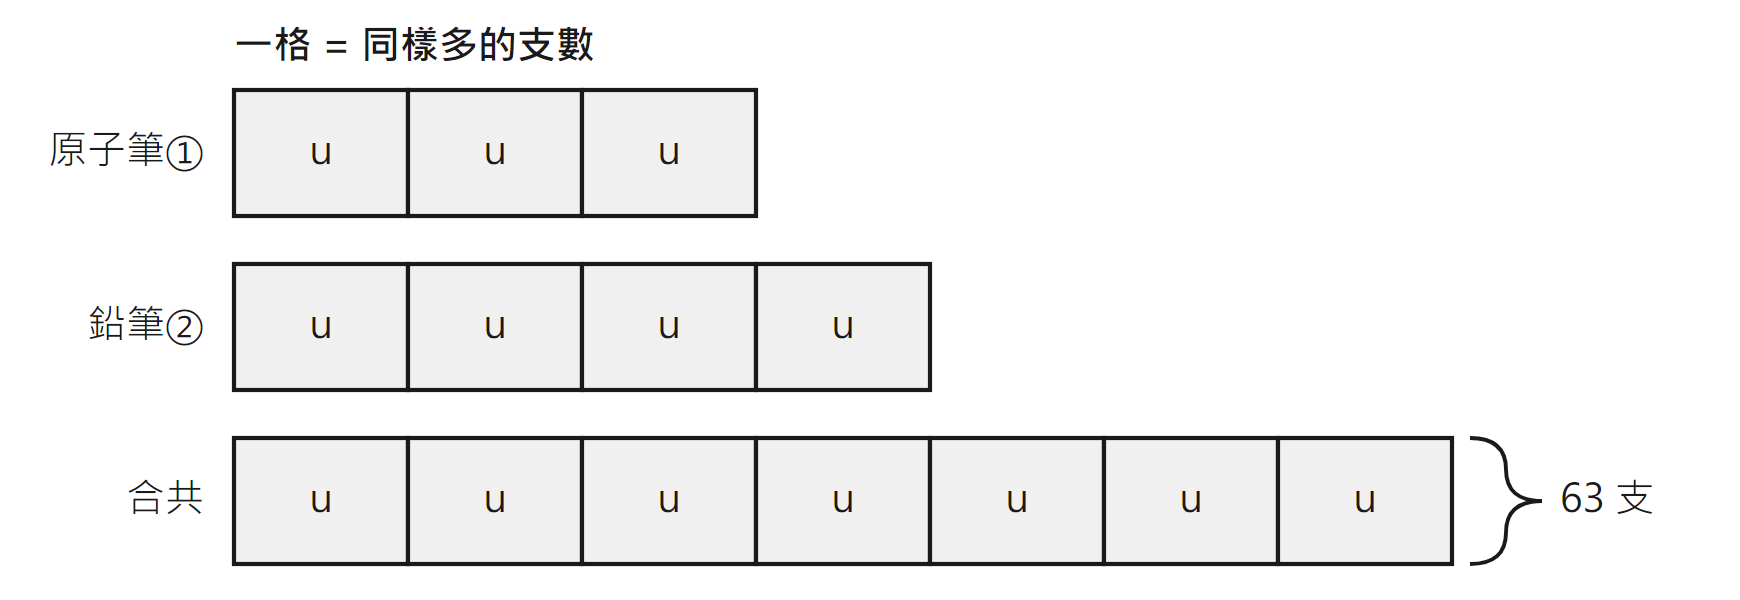 一格 = 同樣多的支數
原子筆① u u u
鉛筆② u u u u
合共 u u u u u u u 63 支